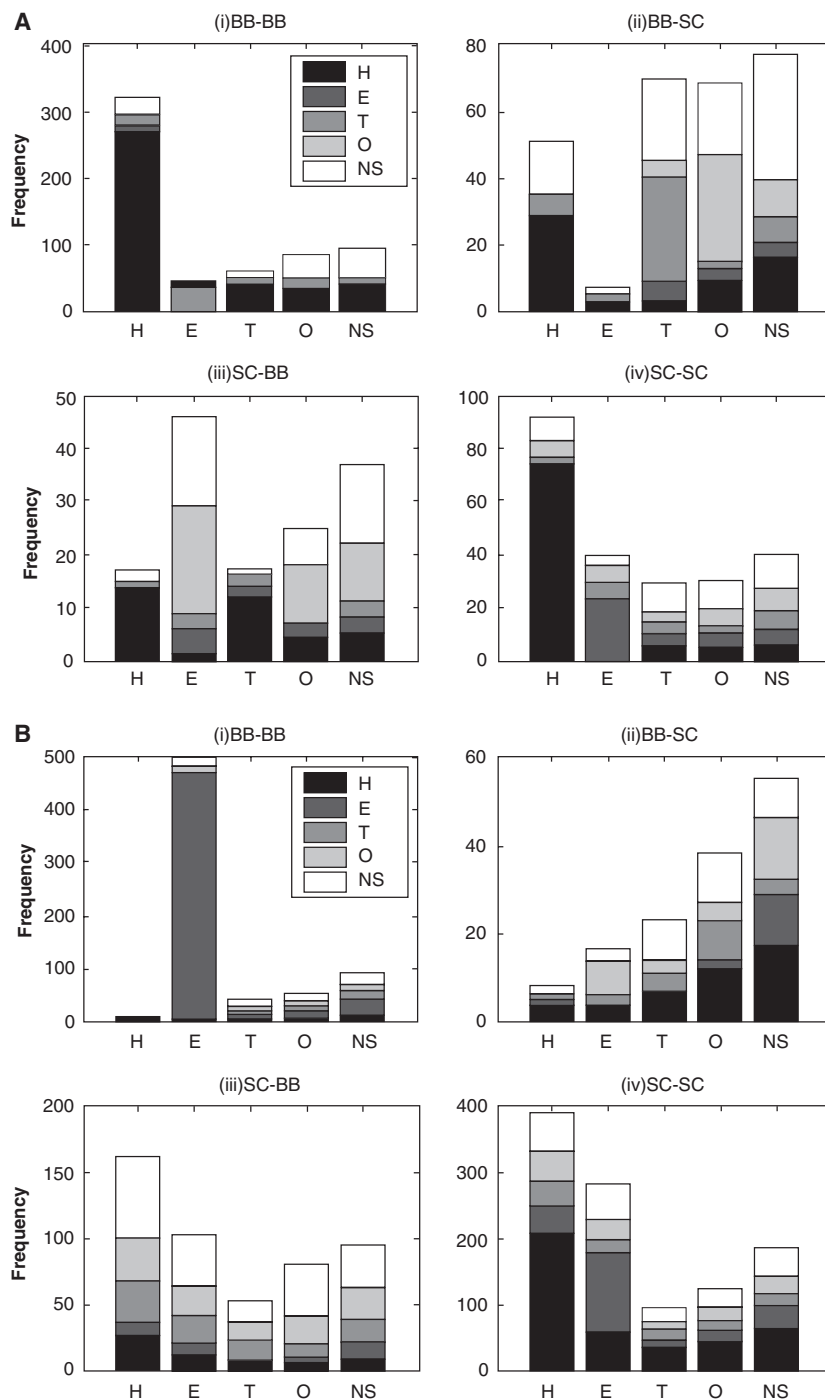 A
(i)BB-BB
Frequency
400
300
200
100
0
H
E
T
O
NS
H E T O NS
(ii)BB-SC
80
60
40
20
0
H E T O NS
(iii)SC-BB
Frequency
50
40
30
20
10
0
H E T O NS
(iv)SC-SC
100
80
60
40
20
0
H E T O NS
B
(i)BB-BB
Frequency
500
400
300
200
100
0
H
E
T
O
NS
H E T O NS
(ii)BB-SC
60
40
20
0
H E T O NS
(iii)SC-BB
Frequency
200
150
100
50
0
H E T O NS
(iv)SC-SC
400
300
200
100
0
H E T O NS